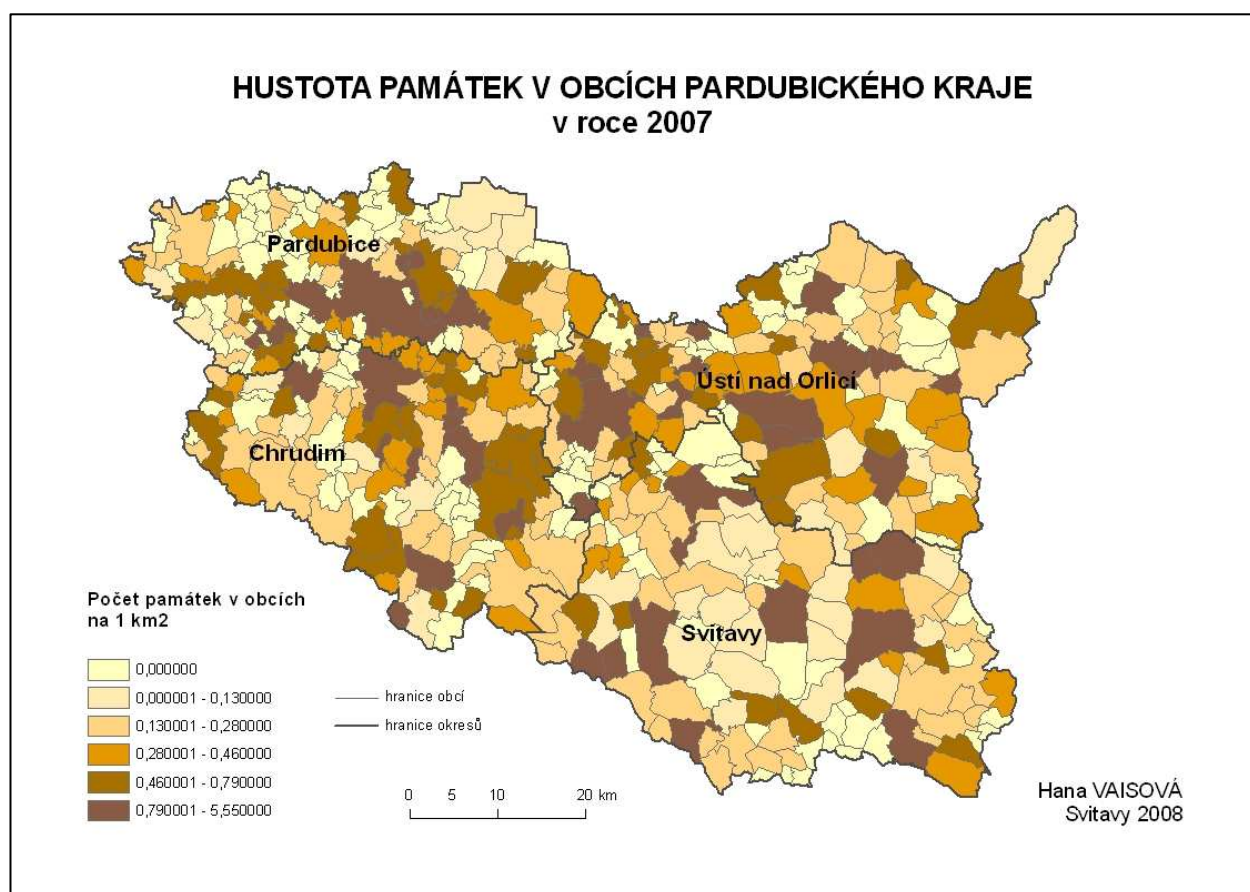 HUSTOTA PAMÁTEK V OBCÍCH PARDUBICKÉHO KRAJE
v roce 2007
Pardubice
Ústí nad Orlicí
Chrudim
Svitavy
Počet památek v obcích
na 1 km2
0,000000
0,000001 - 0,130000
0,130001 - 0,280000
0,280001 - 0,460000
0,460001 - 0,790000
0,790001 - 5,550000
hranice obcí
hranice okresů
0 5 10 20 km
Hana VAISOVÁ
Svitavy 2008